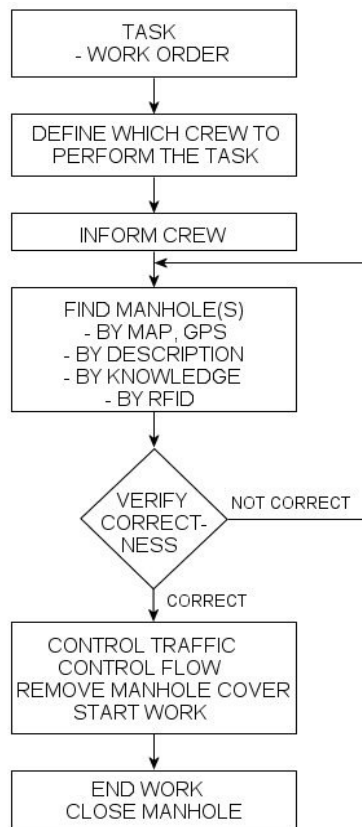 TASK
- WORK ORDER
DEFINE WHICH CREW TO
PERFORM THE TASK
INFORM CREW
FIND MANHOLE(S)
- BY MAP, GPS
- BY DESCRIPTION
- BY KNOWLEDGE
- BY RFID
VERIFY
CORRECT-
NESS
NOT CORRECT
CORRECT
CONTROL TRAFFIC
CONTROL FLOW
REMOVE MANHOLE COVER
START WORK
END WORK
CLOSE MANHOLE